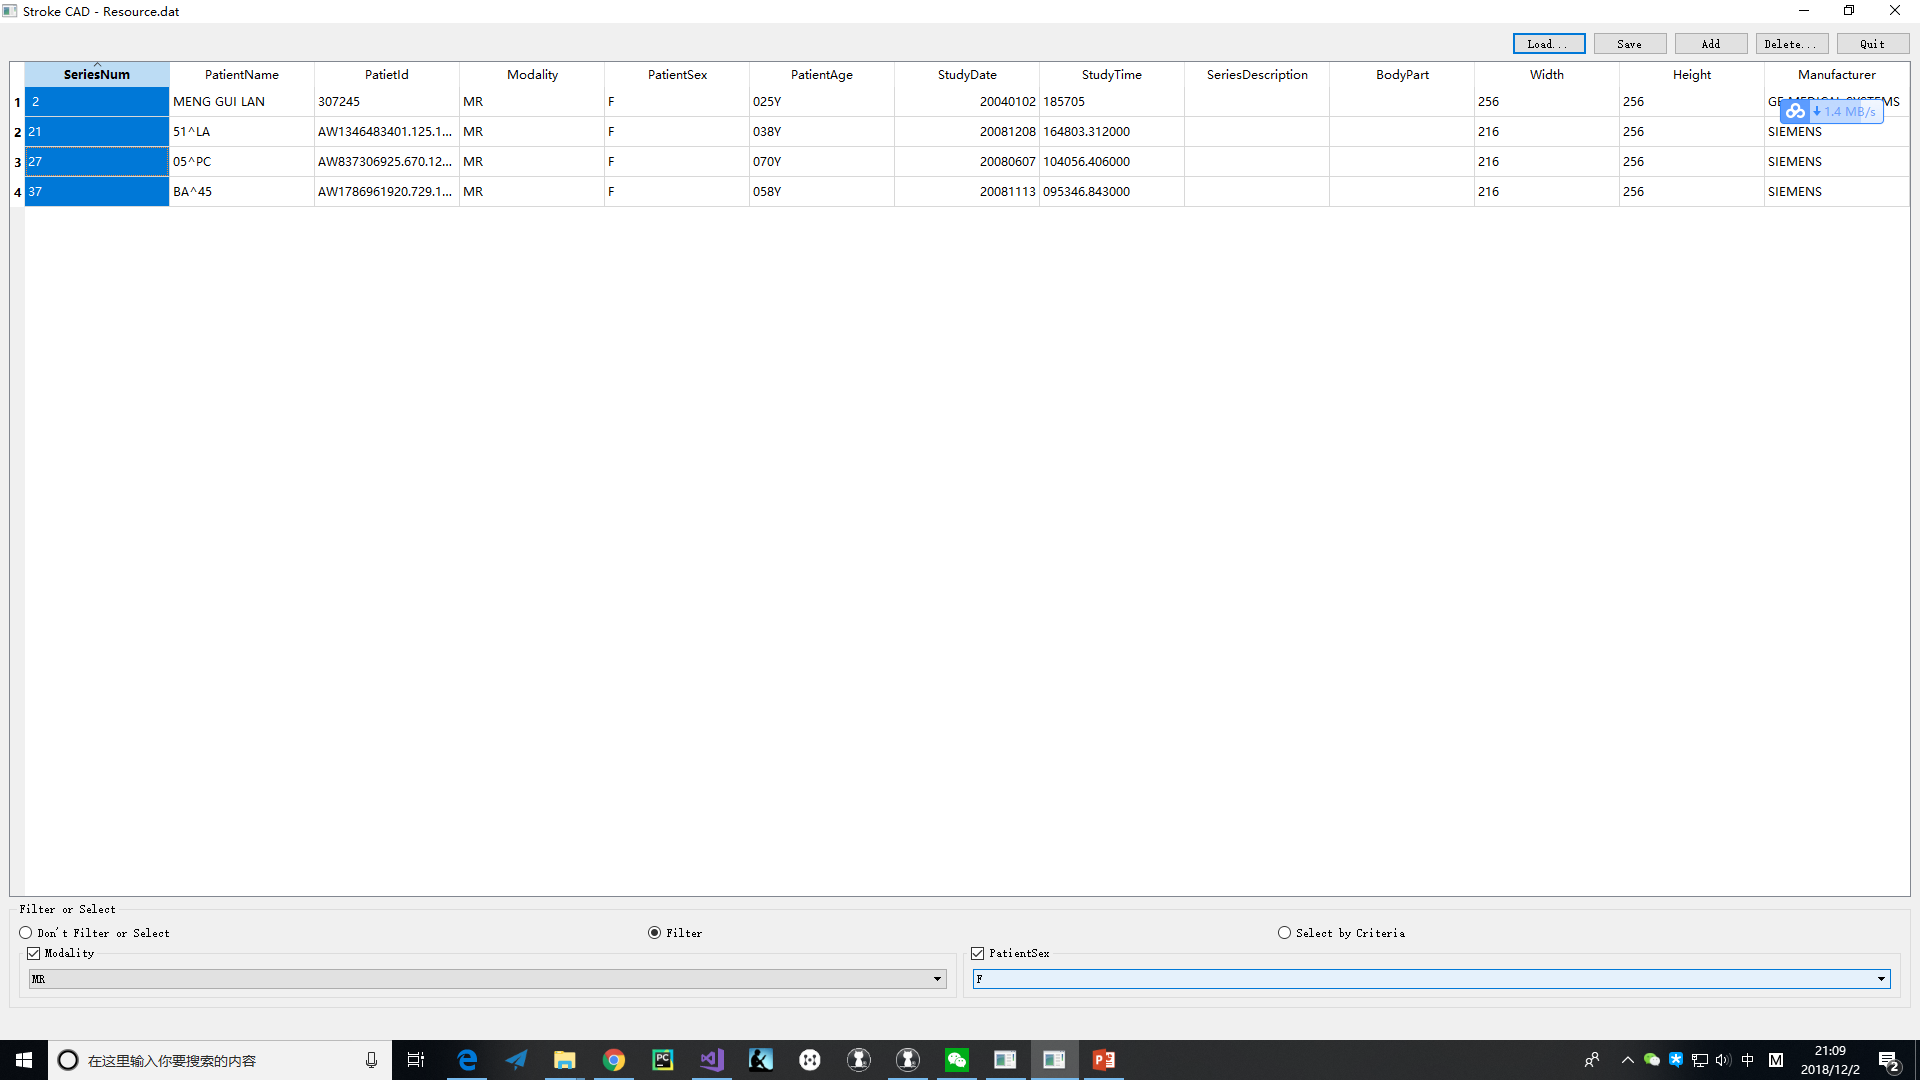 Stroke CAD - Resource.dat
Load... Save Add Delete... Quit
SeriesNum PatientName PatietId Modality PatientSex PatientAge StudyDate StudyTime SeriesDescription BodyPart Width Height Manufacturer
1 2 MENG GUI LAN 307245 MR F 025Y 20040102 185705 256 256 GE MEDICAL SYSTEMS
1.4 MB/s
2 21 51^LA AW1346483401.125.1... MR F 038Y 20081208 164803.312000 216 256 SIEMENS
3 27 05^PC AW837306925.670.12... MR F 070Y 20080607 104056.406000 216 256 SIEMENS
4 37 BA^45 AW1786961920.729.1... MR F 058Y 20081113 095346.843000 216 256 SIEMENS
Filter or Select
Don't Filter or Select Filter Select by Criteria
Modality PatientSex
MR F
在这里输入你要搜索的内容 中 M 21:09
2018/12/2 2